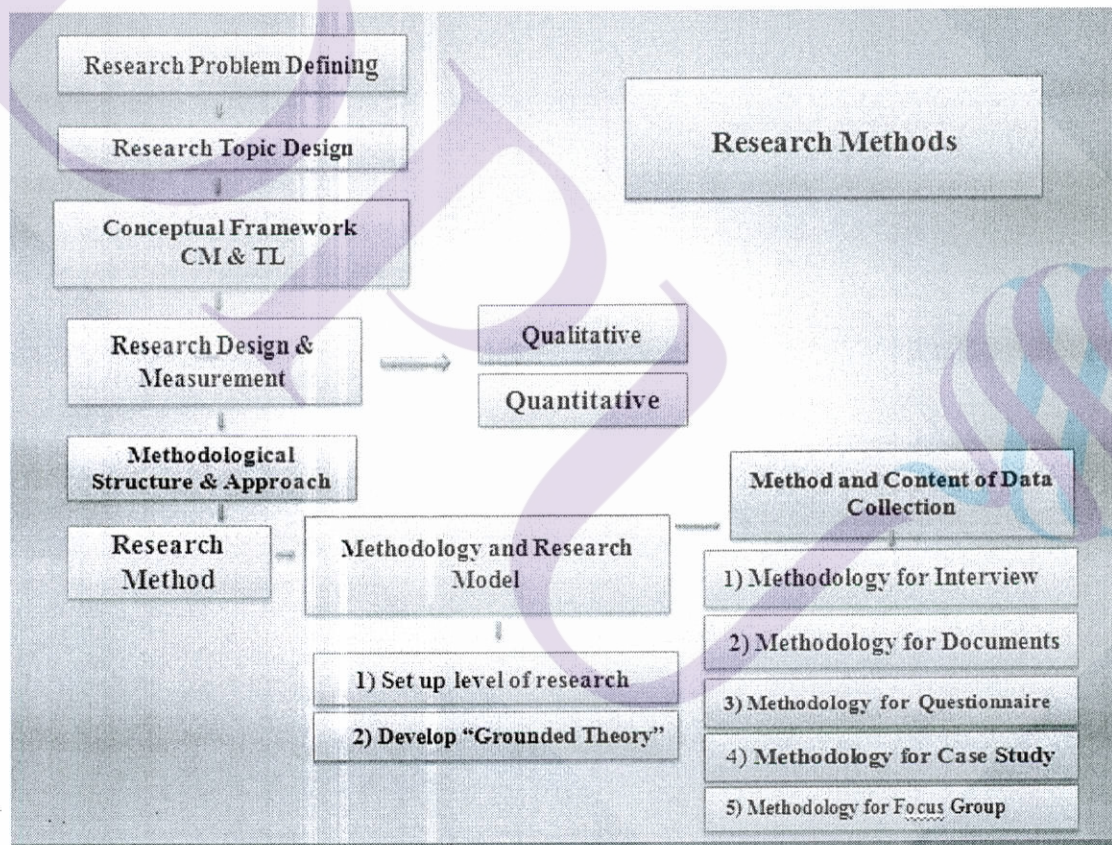 Research Problem Defining
Research Methods
Research Topic Design
Conceptual Framework
CM & TL
Research Design &
Measurement
Qualitative
Quantitative
Methodological
Structure & Approach
Research
Method
Methodology and Research
Model
1) Set up level of research
2) Develop “Grounded Theory”
Method and Content of Data
Collection
1) Methodology for Interview
2) Methodology for Documents
3) Methodology for Questionnaire
4) Methodology for Case Study
5) Methodology for Focus Group